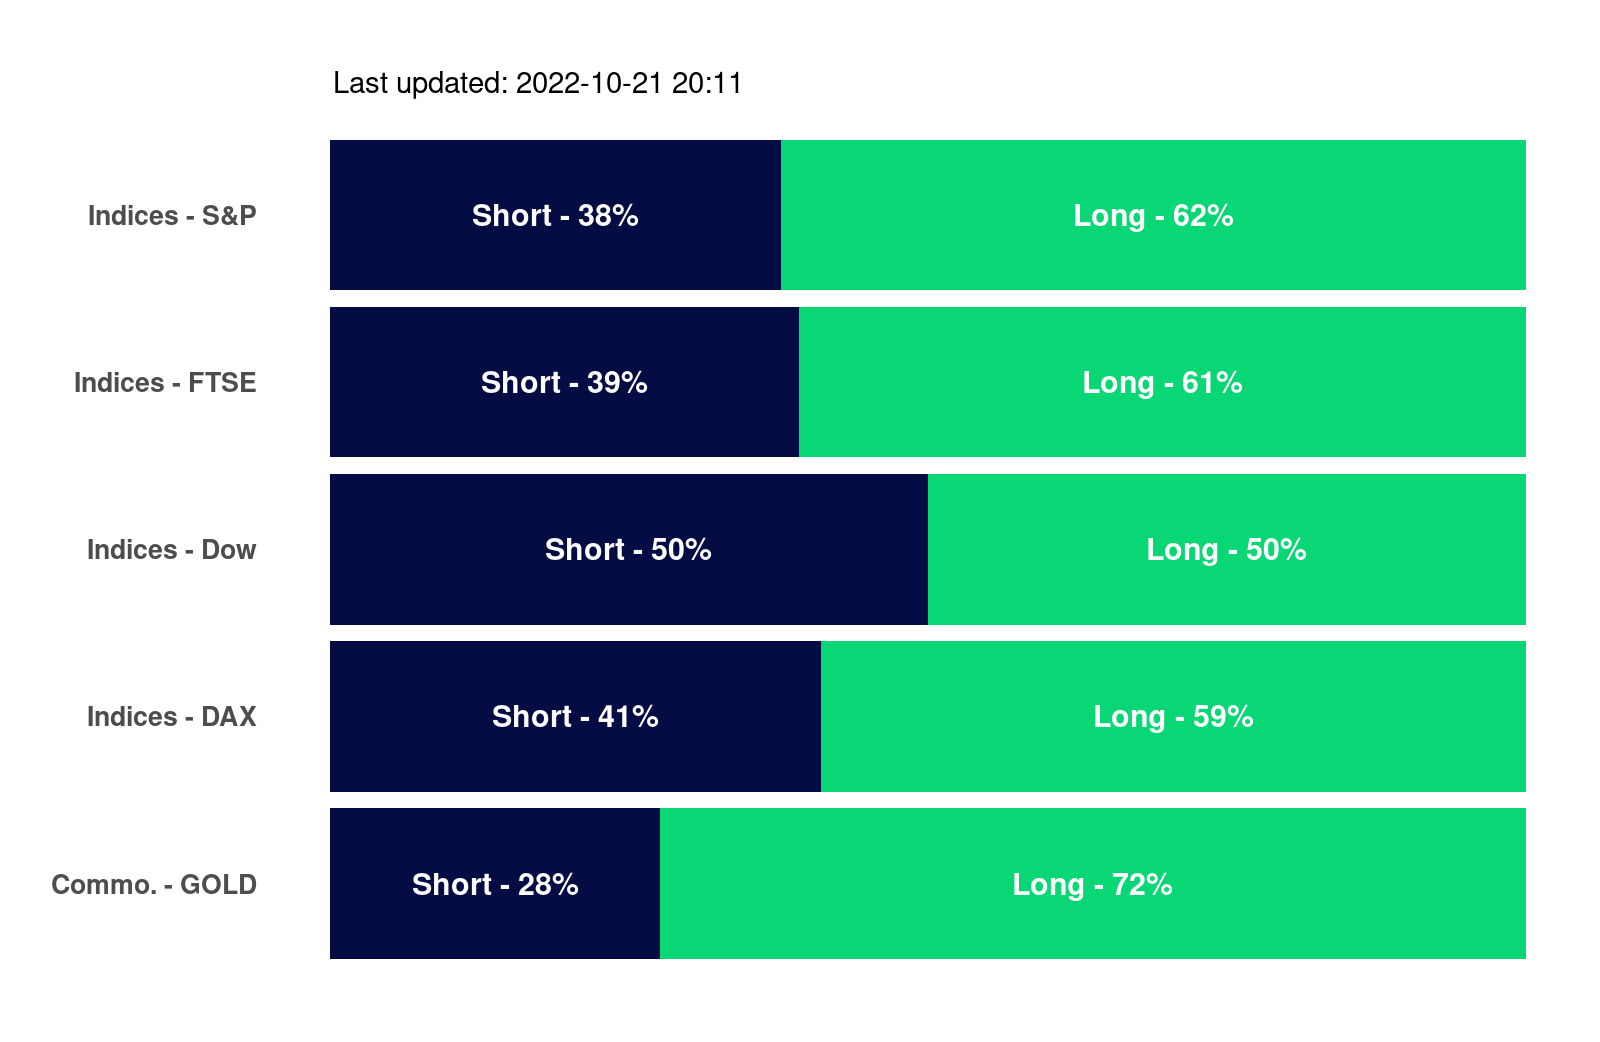 Last updated: 2022-10-21 20:11
Indices - S&P Short - 38% Long - 62%
Indices - FTSE Short - 39% Long - 61%
Indices - Dow Short - 50% Long - 50%
Indices - DAX Short - 41% Long - 59%
Commo. - GOLD Short - 28% Long - 72%